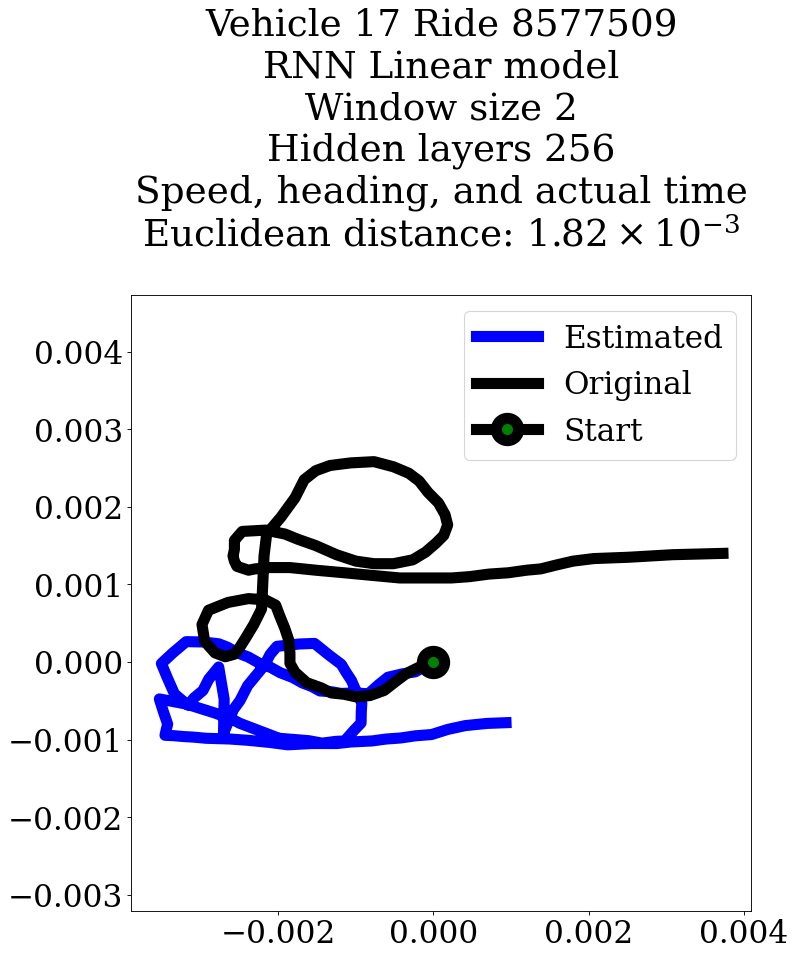 Vehicle 17 Ride 8577509
RNN Linear model
Window size 2
Hidden layers 256
Speed, heading, and actual time
Euclidean distance: 1.82 × 10⁻³
Estimated
Original
Start
0.004
0.003
0.002
0.001
0.000
−0.001
−0.002
−0.003
−0.002 0.000 0.002 0.004